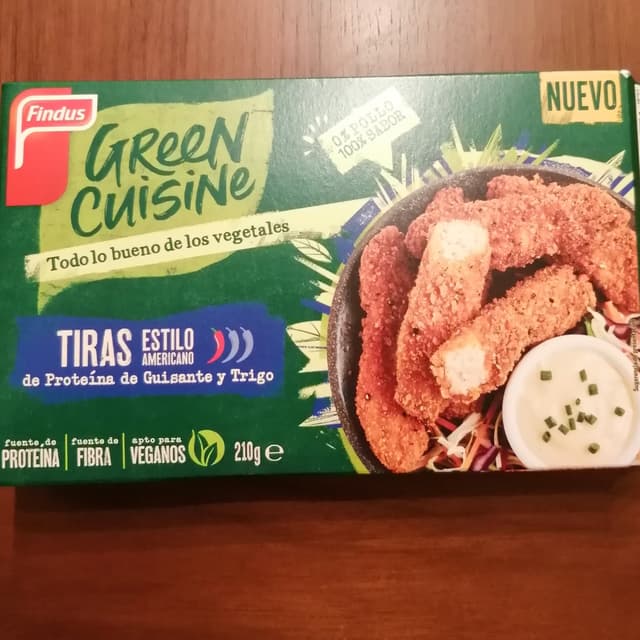 Findus
GReeN
CUiSiNe
Todo lo bueno de los vegetales
0% POLLO
100% SABOR
NUEVO
TIRAS ESTILO
AMERICANO
de Proteína de Guisante y Trigo
fuente de
PROTEÍNA
fuente de
FIBRA
apto para
VEGANOS
210g ℮